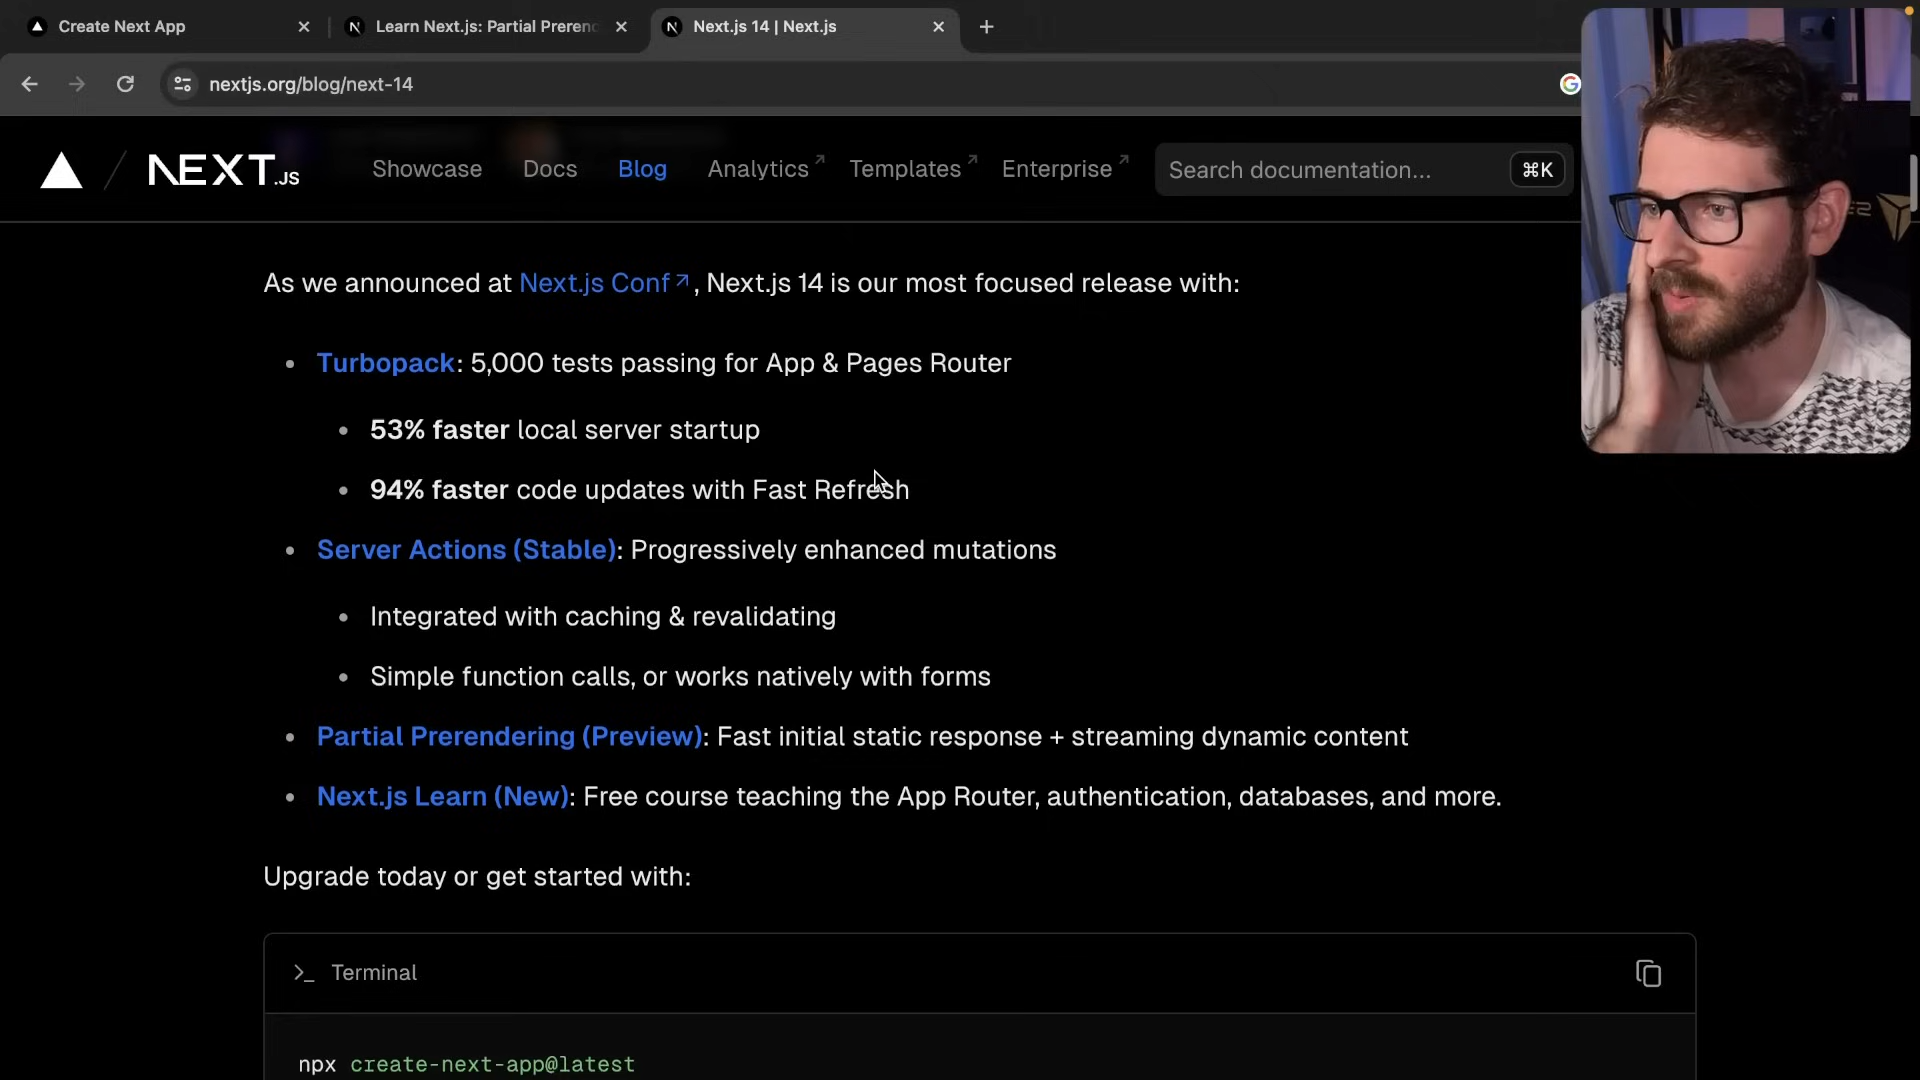 Create Next App
Learn Next.js: Partial Preren
Next.js 14 | Next.js
nextjs.org/blog/next-14
NEXT.JS
Showcase
Docs
Blog
Analytics
Templates
Enterprise
Search documentation...
⌘K
As we announced at Next.js Conf, Next.js 14 is our most focused release with:
Turbopack: 5,000 tests passing for App & Pages Router
53% faster local server startup
94% faster code updates with Fast Refresh
Server Actions (Stable): Progressively enhanced mutations
Integrated with caching & revalidating
Simple function calls, or works natively with forms
Partial Prerendering (Preview): Fast initial static response + streaming dynamic content
Next.js Learn (New): Free course teaching the App Router, authentication, databases, and more.
Upgrade today or get started with:
>_ Terminal
npx create-next-app@latest